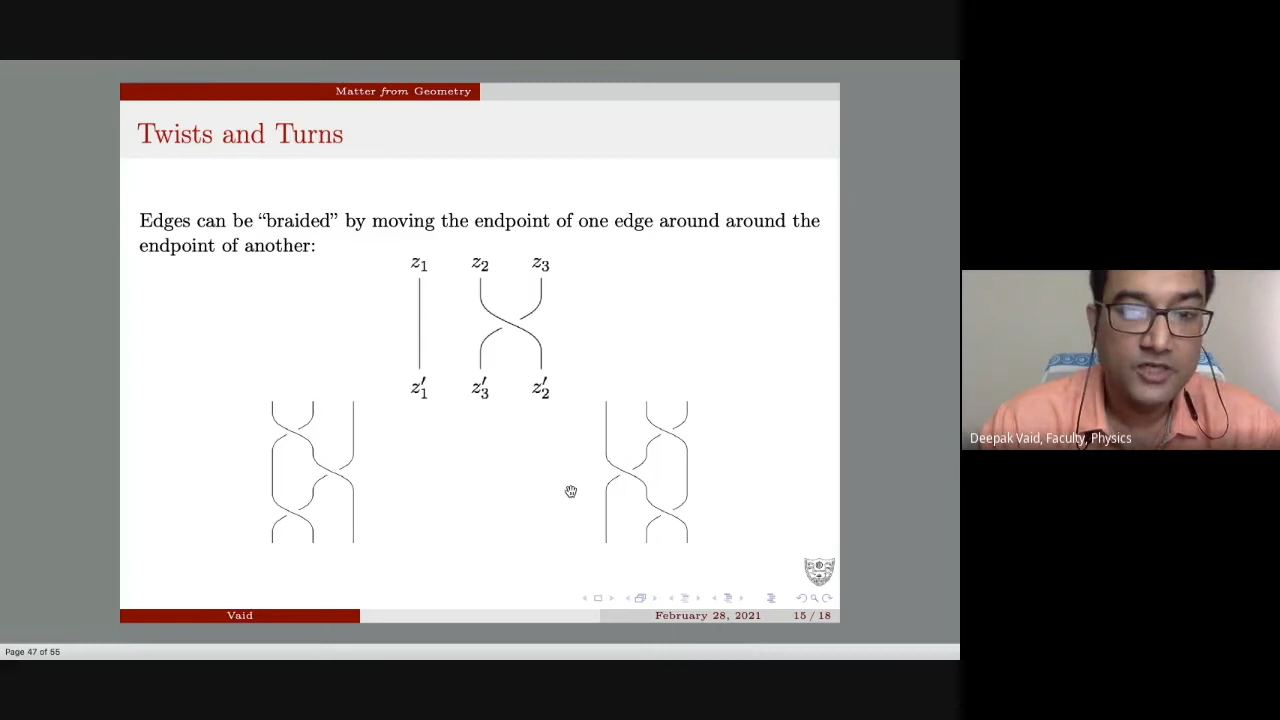 Matter from Geometry
Twists and Turns
Edges can be “braided” by moving the endpoint of one edge around around the
endpoint of another:
z₁ z₂ z₃
z′₁ z′₃ z′₂
Deepak Vaid, Faculty, Physics
Vaid
February 28, 2021 15 / 18
Page 47 of 55